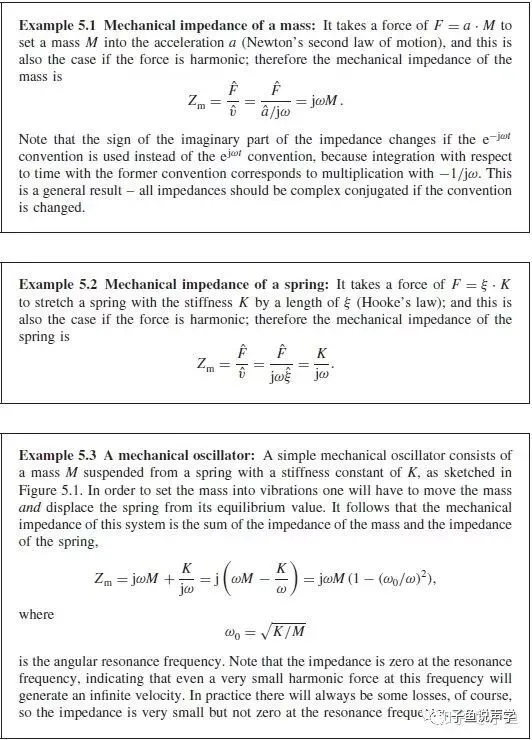 Example 5.1 Mechanical impedance of a mass: It takes a force of F = a · M to
set a mass M into the acceleration a (Newton's second law of motion), and this is
also the case if the force is harmonic; therefore the mechanical impedance of the
mass is
Zm = F̂/v̂ = F̂/(â/jω) = jωM.
Note that the sign of the imaginary part of the impedance changes if the e^−jωt
convention is used instead of the e^jωt convention, because integration with respect
to time with the former convention corresponds to multiplication with −1/jω. This
is a general result – all impedances should be complex conjugated if the convention
is changed.
Example 5.2 Mechanical impedance of a spring: It takes a force of F = ξ · K
to stretch a spring with the stiffness K by a length of ξ (Hooke's law); and this is
also the case if the force is harmonic; therefore the mechanical impedance of the
spring is
Zm = F̂/v̂ = F̂/(jωξ̂) = K/(jω).
Example 5.3 A mechanical oscillator: A simple mechanical oscillator consists of
a mass M suspended from a spring with a stiffness constant of K, as sketched in
Figure 5.1. In order to set the mass into vibrations one will have to move the mass
and displace the spring from its equilibrium value. It follows that the mechanical
impedance of this system is the sum of the impedance of the mass and the impedance
of the spring,
Zm = jωM + K/(jω) = j(ωM − K/ω) = jωM(1 − (ω0/ω)²),
where
ω0 = √(K/M)
is the angular resonance frequency. Note that the impedance is zero at the resonance
frequency, indicating that even a very small harmonic force at this frequency will
generate an infinite velocity. In practice there will always be some losses, of course,
so the impedance is very small but not zero at the resonance
子鱼说声学